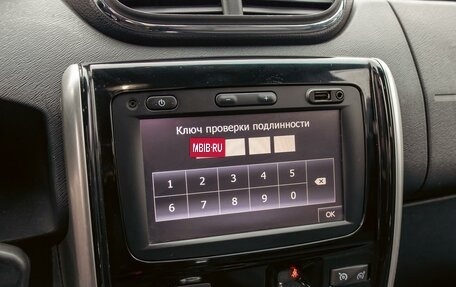 Ключ проверки подлинности
MBIB.RU
1 2 3 4 5
6 7 8 9 0
OK